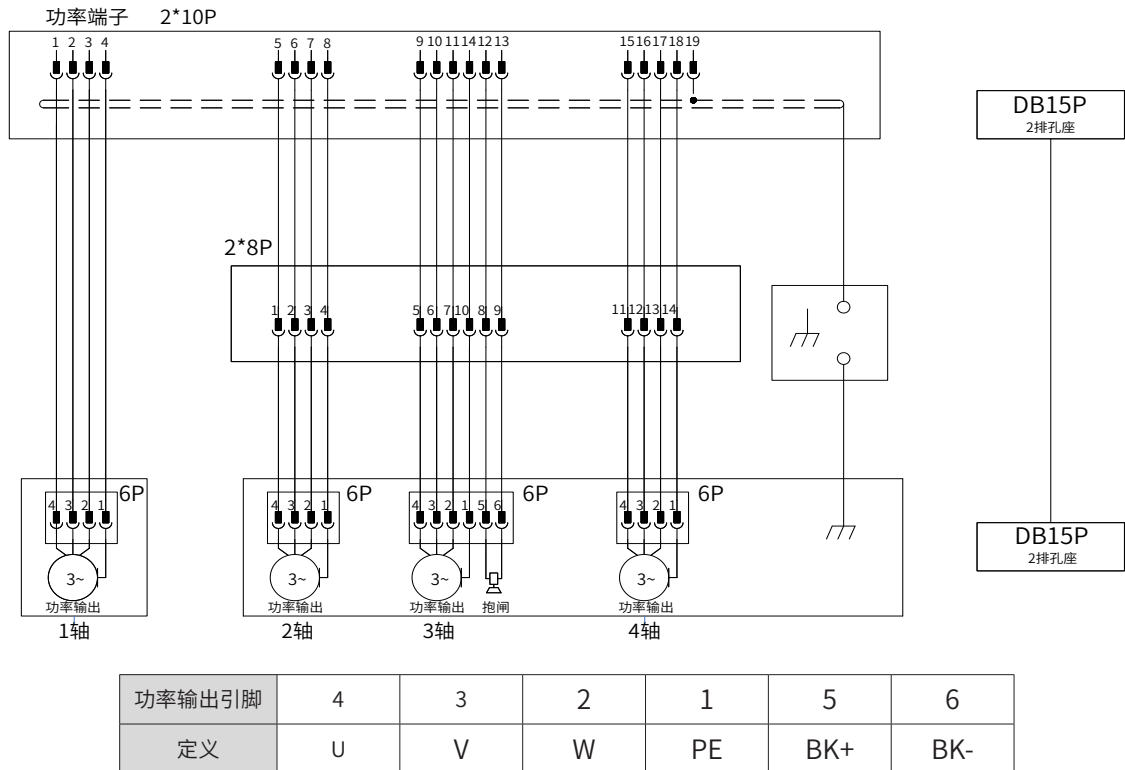 功率端子 2*10P
1 2 3 4 5 6 7 8 9 10 11 14 12 13 15 16 17 18 19
DB15P
2排孔座
2*8P
1 2 3 4 5 6 7 10 8 9 11 12 13 14
6P 6P 6P 6P
4 3 2 1 4 3 2 1 4 3 2 1 5 6 4 3 2 1
DB15P
2排孔座
3~ 3~ 3~ 3~
功率输出 功率输出 功率输出 抱闸 功率输出
1轴 2轴 3轴 4轴
功率输出引脚 4 3 2 1 5 6
定义 U V W PE BK+ BK-